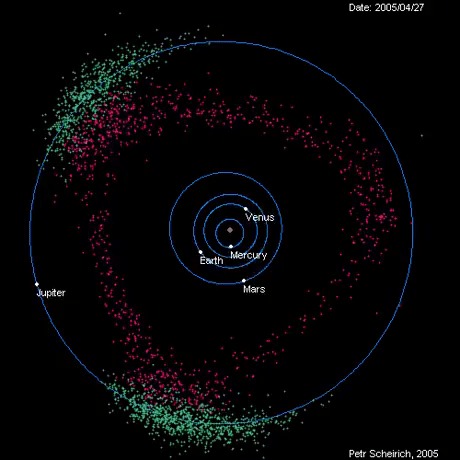 Date: 2005/04/27
Venus
Mercury
Earth
Jupiter
Mars
Petr Scheirich, 2005